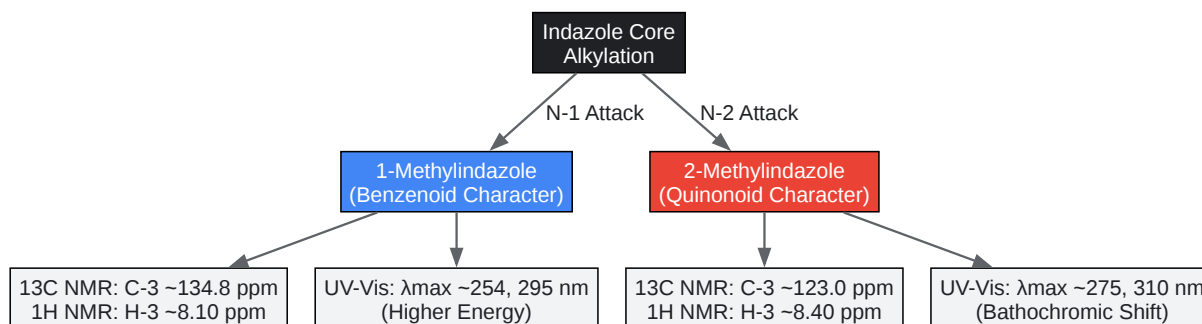 Indazole Core
Alkylation
N-1 Attack
N-2 Attack
1-Methylindazole
(Benzenoid Character)
2-Methylindazole
(Quinonoid Character)
13C NMR: C-3 ~134.8 ppm
1H NMR: H-3 ~8.10 ppm
UV-Vis: λmax ~254, 295 nm
(Higher Energy)
13C NMR: C-3 ~123.0 ppm
1H NMR: H-3 ~8.40 ppm
UV-Vis: λmax ~275, 310 nm
(Bathochromic Shift)